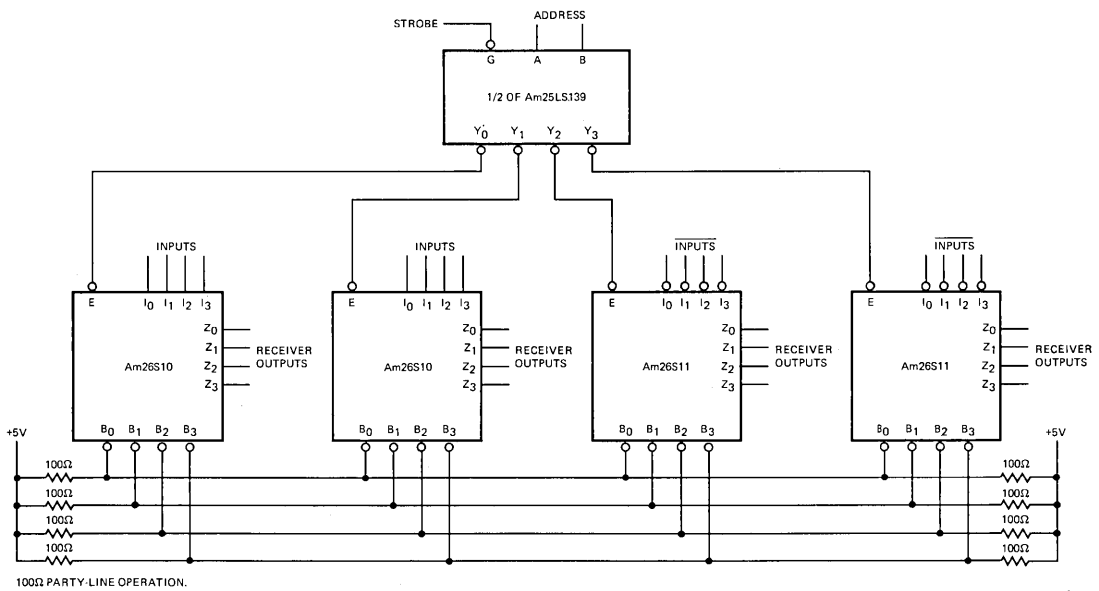 STROBE
ADDRESS
G A B
1/2 OF Am25LS139
Y0 Y1 Y2 Y3
INPUTS
INPUTS
INPUTS
INPUTS
E I0 I1 I2 I3
E I0 I1 I2 I3
E I0 I1 I2 I3
E I0 I1 I2 I3
Z0
Z1
Z2
Z3
Am26S10
RECEIVER
OUTPUTS
Z0
Z1
Z2
Z3
Am26S10
RECEIVER
OUTPUTS
Z0
Z1
Z2
Z3
Am26S11
RECEIVER
OUTPUTS
Z0
Z1
Z2
Z3
Am26S11
RECEIVER
OUTPUTS
B0 B1 B2 B3
B0 B1 B2 B3
B0 B1 B2 B3
B0 B1 B2 B3
+5V
+5V
100Ω
100Ω
100Ω
100Ω
100Ω
100Ω
100Ω
100Ω
100Ω PARTY-LINE OPERATION.